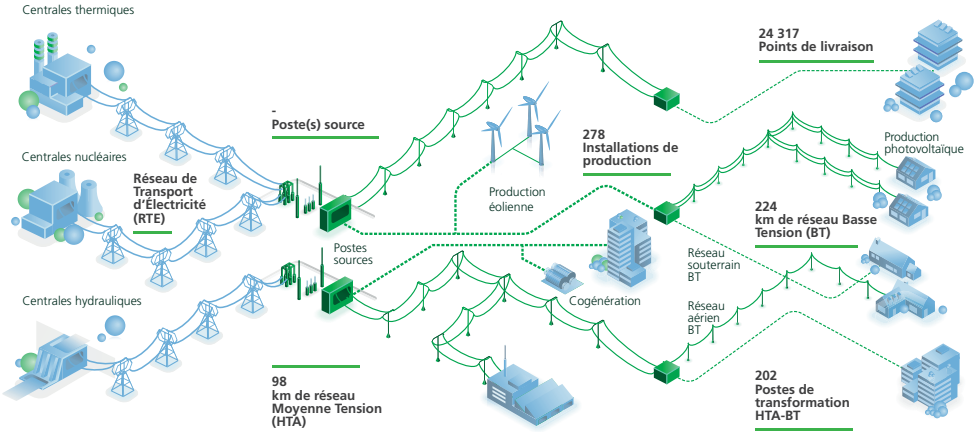 Centrales thermiques
24 317
Points de livraison
-
Poste(s) source
278
Installations de
production
Production
photovoltaïque
Centrales nucléaires
Réseau de
Transport
d'Électricité
(RTE)
Production
éolienne
224
km de réseau Basse
Tension (BT)
Postes
sources
Réseau
souterrain
BT
Centrales hydrauliques
Cogénération
Réseau
aérien
BT
98
km de réseau
Moyenne Tension
(HTA)
202
Postes de
transformation
HTA-BT